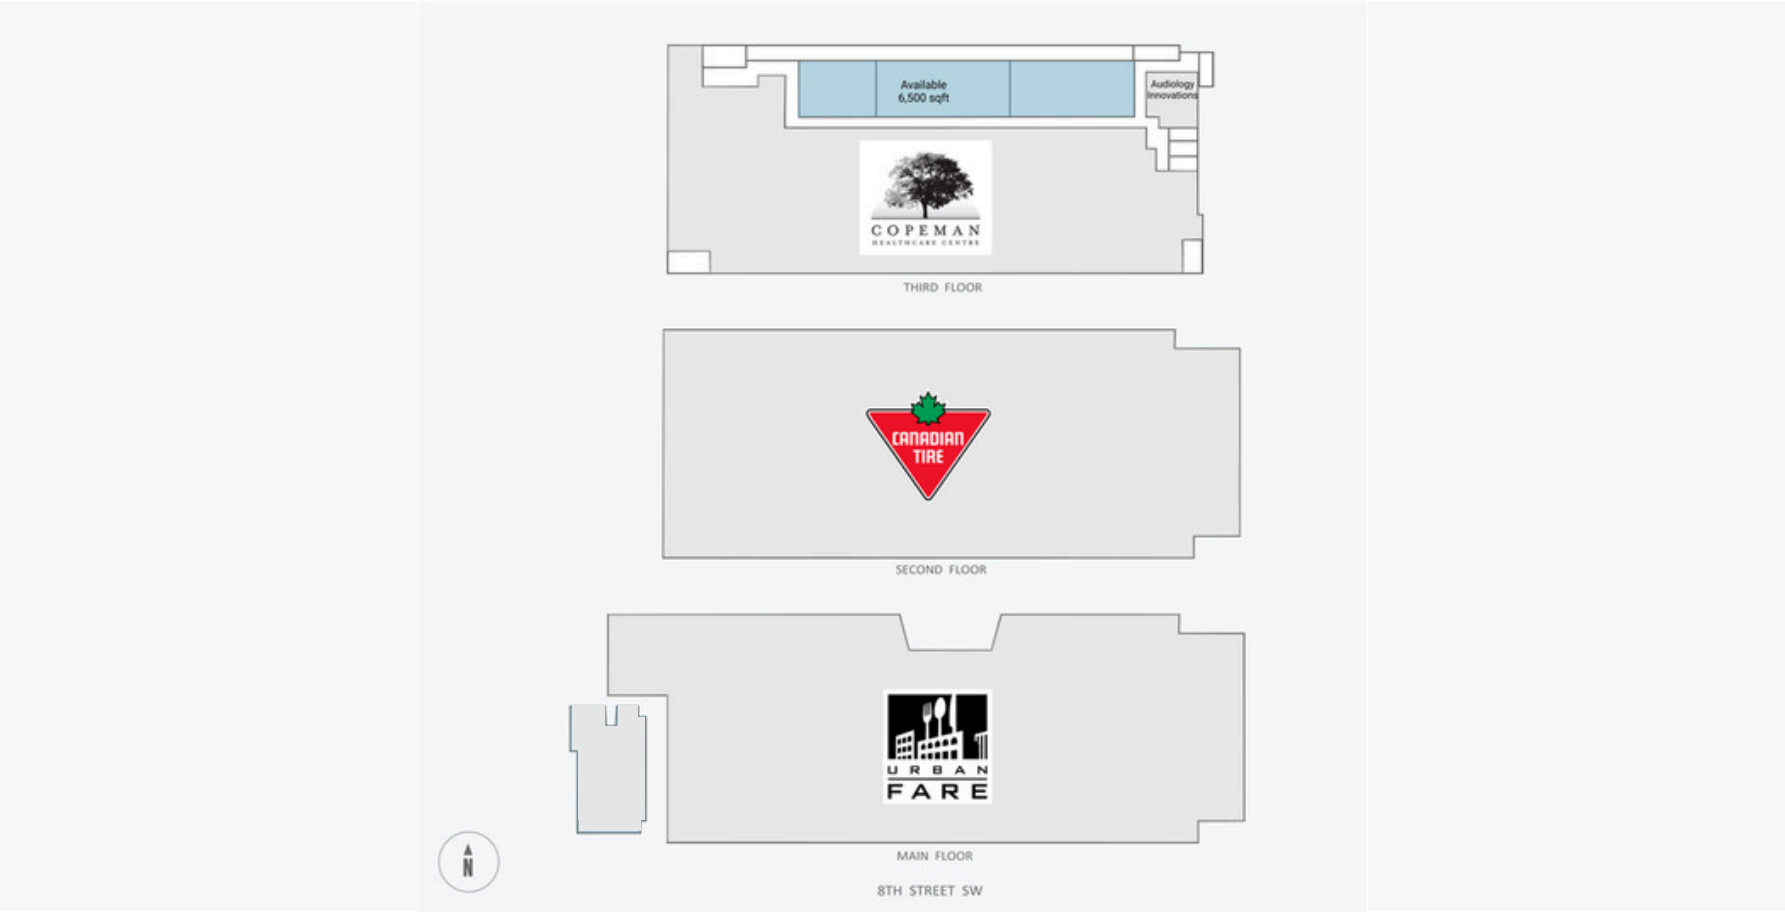 Available
6,500 sqft
Audiology
Innovations
COPEMAN
HEALTHCARE CENTRE
THIRD FLOOR
CANADIAN
TIRE
SECOND FLOOR
URBAN
FARE
N
MAIN FLOOR
8TH STREET SW